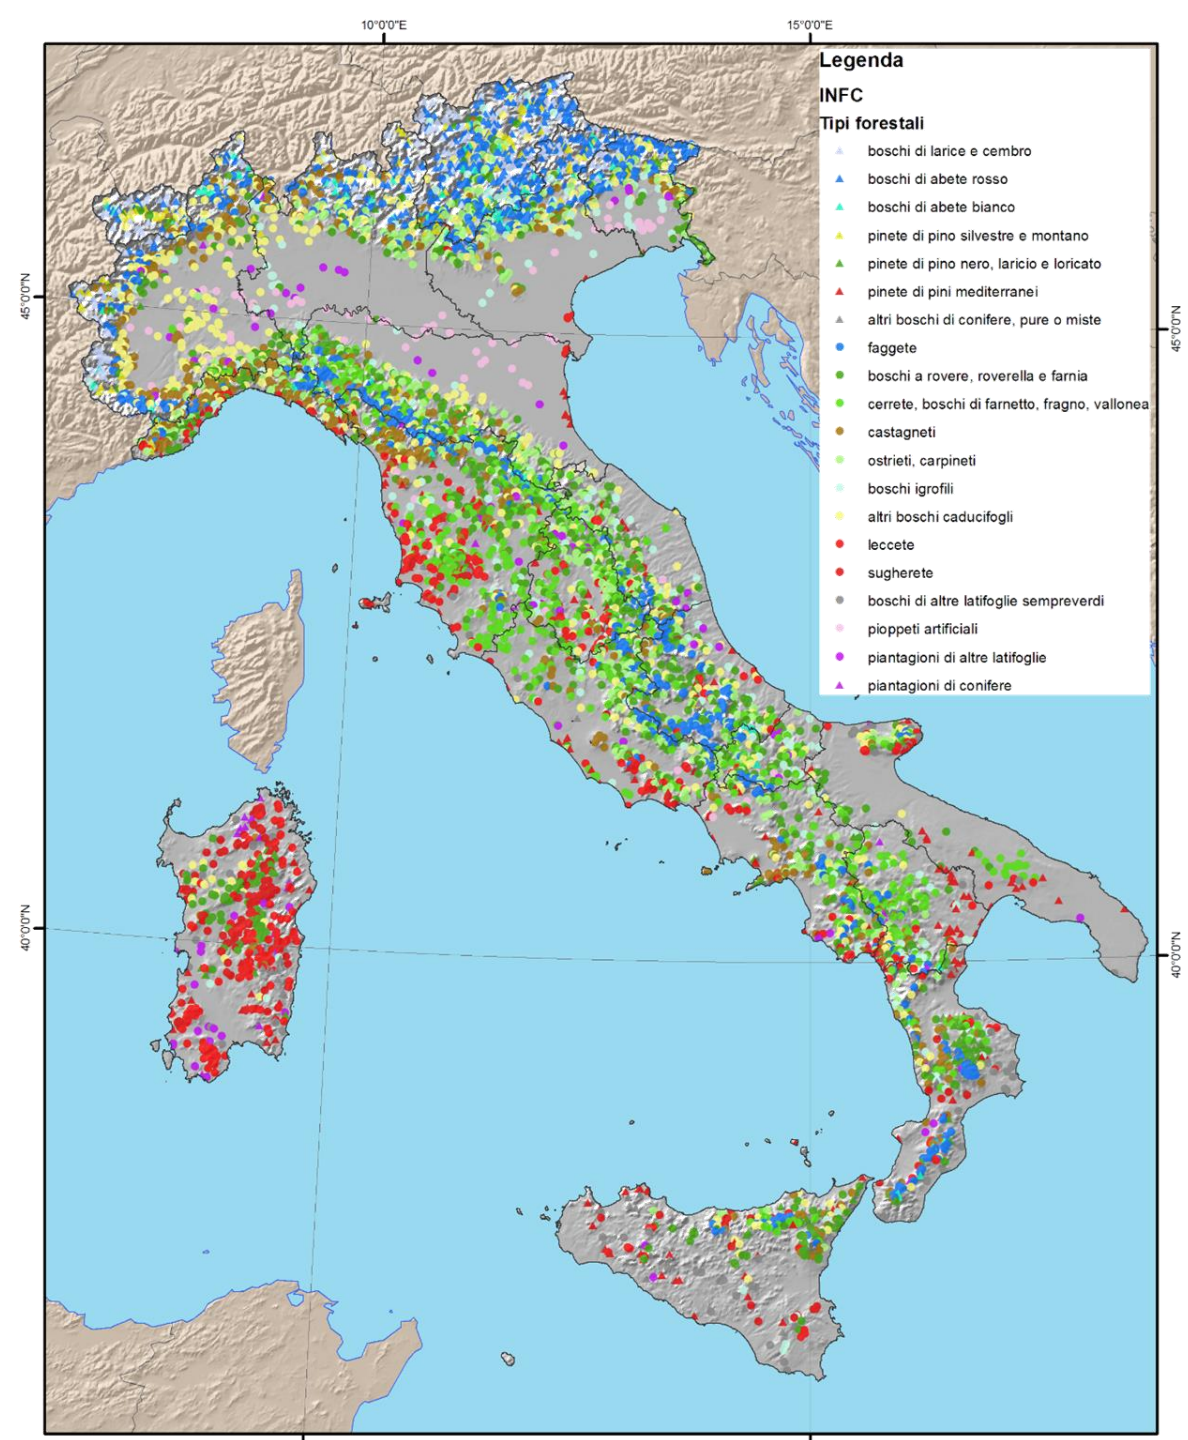 10°0'0"E
15°0'0"E
Legenda
INFC
Tipi forestali
boschi di larice e cembro
boschi di abete rosso
boschi di abete bianco
pinete di pino silvestre e montano
pinete di pino nero, laricio e loricato
pinete di pini mediterranei
altri boschi di conifere, pure o miste
faggete
boschi a rovere, roverella e farnia
cerrete, boschi di farnetto, fragno, vallonea
castagneti
ostrieti, carpineti
boschi igrofili
altri boschi caducifogli
leccete
sugherete
boschi di altre latifoglie sempreverdi
pioppeti artificiali
piantagioni di altre latifoglie
piantagioni di conifere
45°0'0"N
45°0'0"N
40°0'0"N
40°0'0"N